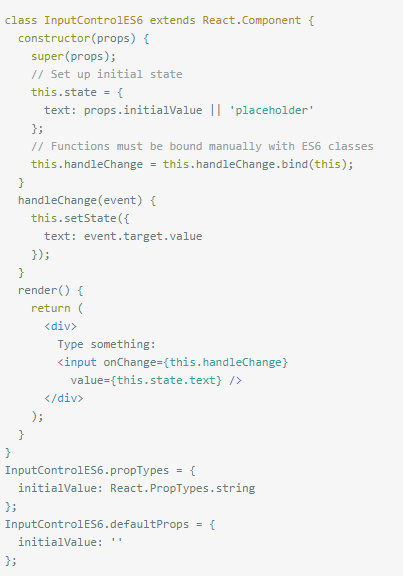 class InputControlES6 extends React.Component {
  constructor(props) {
    super(props);
    // Set up initial state
    this.state = {
      text: props.initialValue || 'placeholder'
    };
    // Functions must be bound manually with ES6 classes
    this.handleChange = this.handleChange.bind(this);
  }
  handleChange(event) {
    this.setState({
      text: event.target.value
    });
  }
  render() {
    return (
      <div>
        Type something:
        <input onChange={this.handleChange}
          value={this.state.text} />
      </div>
    );
  }
}
InputControlES6.propTypes = {
  initialValue: React.PropTypes.string
};
InputControlES6.defaultProps = {
  initialValue: ''
};